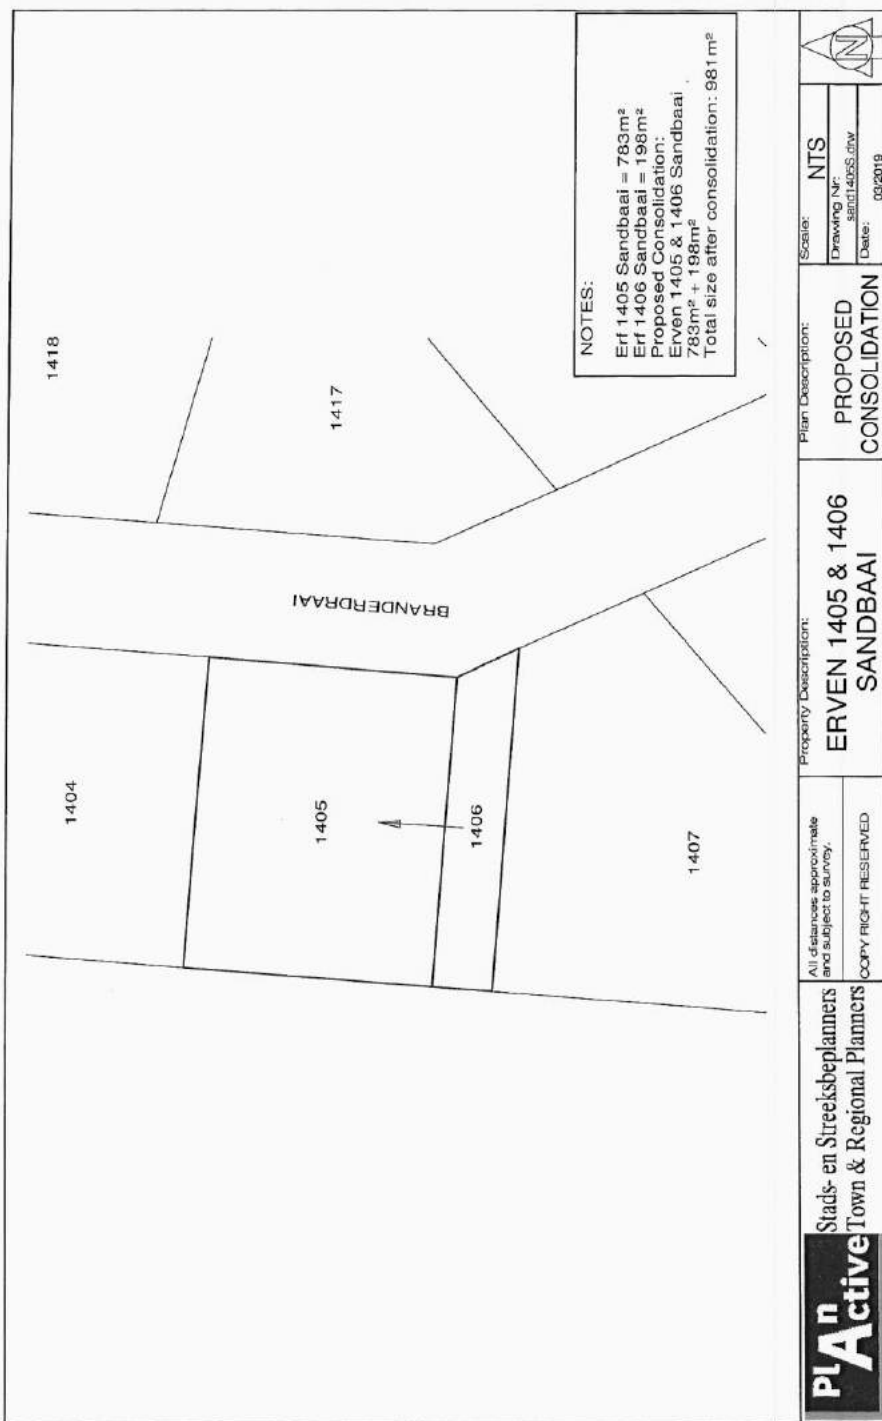 1418
1404
1417
BRANDERDRAAI
1405
1406
1407
NOTES:
Erf 1405 Sandbaai = 783m²
Erf 1406 Sandbaai = 198m²
Proposed Consolidation:
Erven 1405 & 1406 Sandbaai
783m² + 198m²
Total size after consolidation: 981m²
PLAn
Active
Stads- en Streeksbeplanners
Town & Regional Planners
All distances approximate
and subject to survey.
COPY RIGHT RESERVED
Property Description:
ERVEN 1405 & 1406
SANDBAAI
Plan Description:
PROPOSED
CONSOLIDATION
Scale:
NTS
Drawing Nr:
sand1405S.drw
Date:
03/2019
N